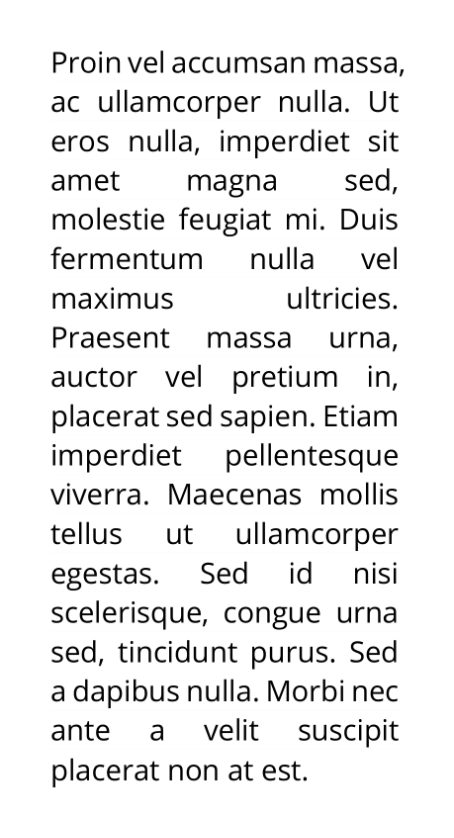 Proin vel accumsan massa,
ac ullamcorper nulla. Ut
eros nulla, imperdiet sit
amet magna sed,
molestie feugiat mi. Duis
fermentum nulla vel
maximus ultricies.
Praesent massa urna,
auctor vel pretium in,
placerat sed sapien. Etiam
imperdiet pellentesque
viverra. Maecenas mollis
tellus ut ullamcorper
egestas. Sed id nisi
scelerisque, congue urna
sed, tincidunt purus. Sed
a dapibus nulla. Morbi nec
ante a velit suscipit
placerat non at est.